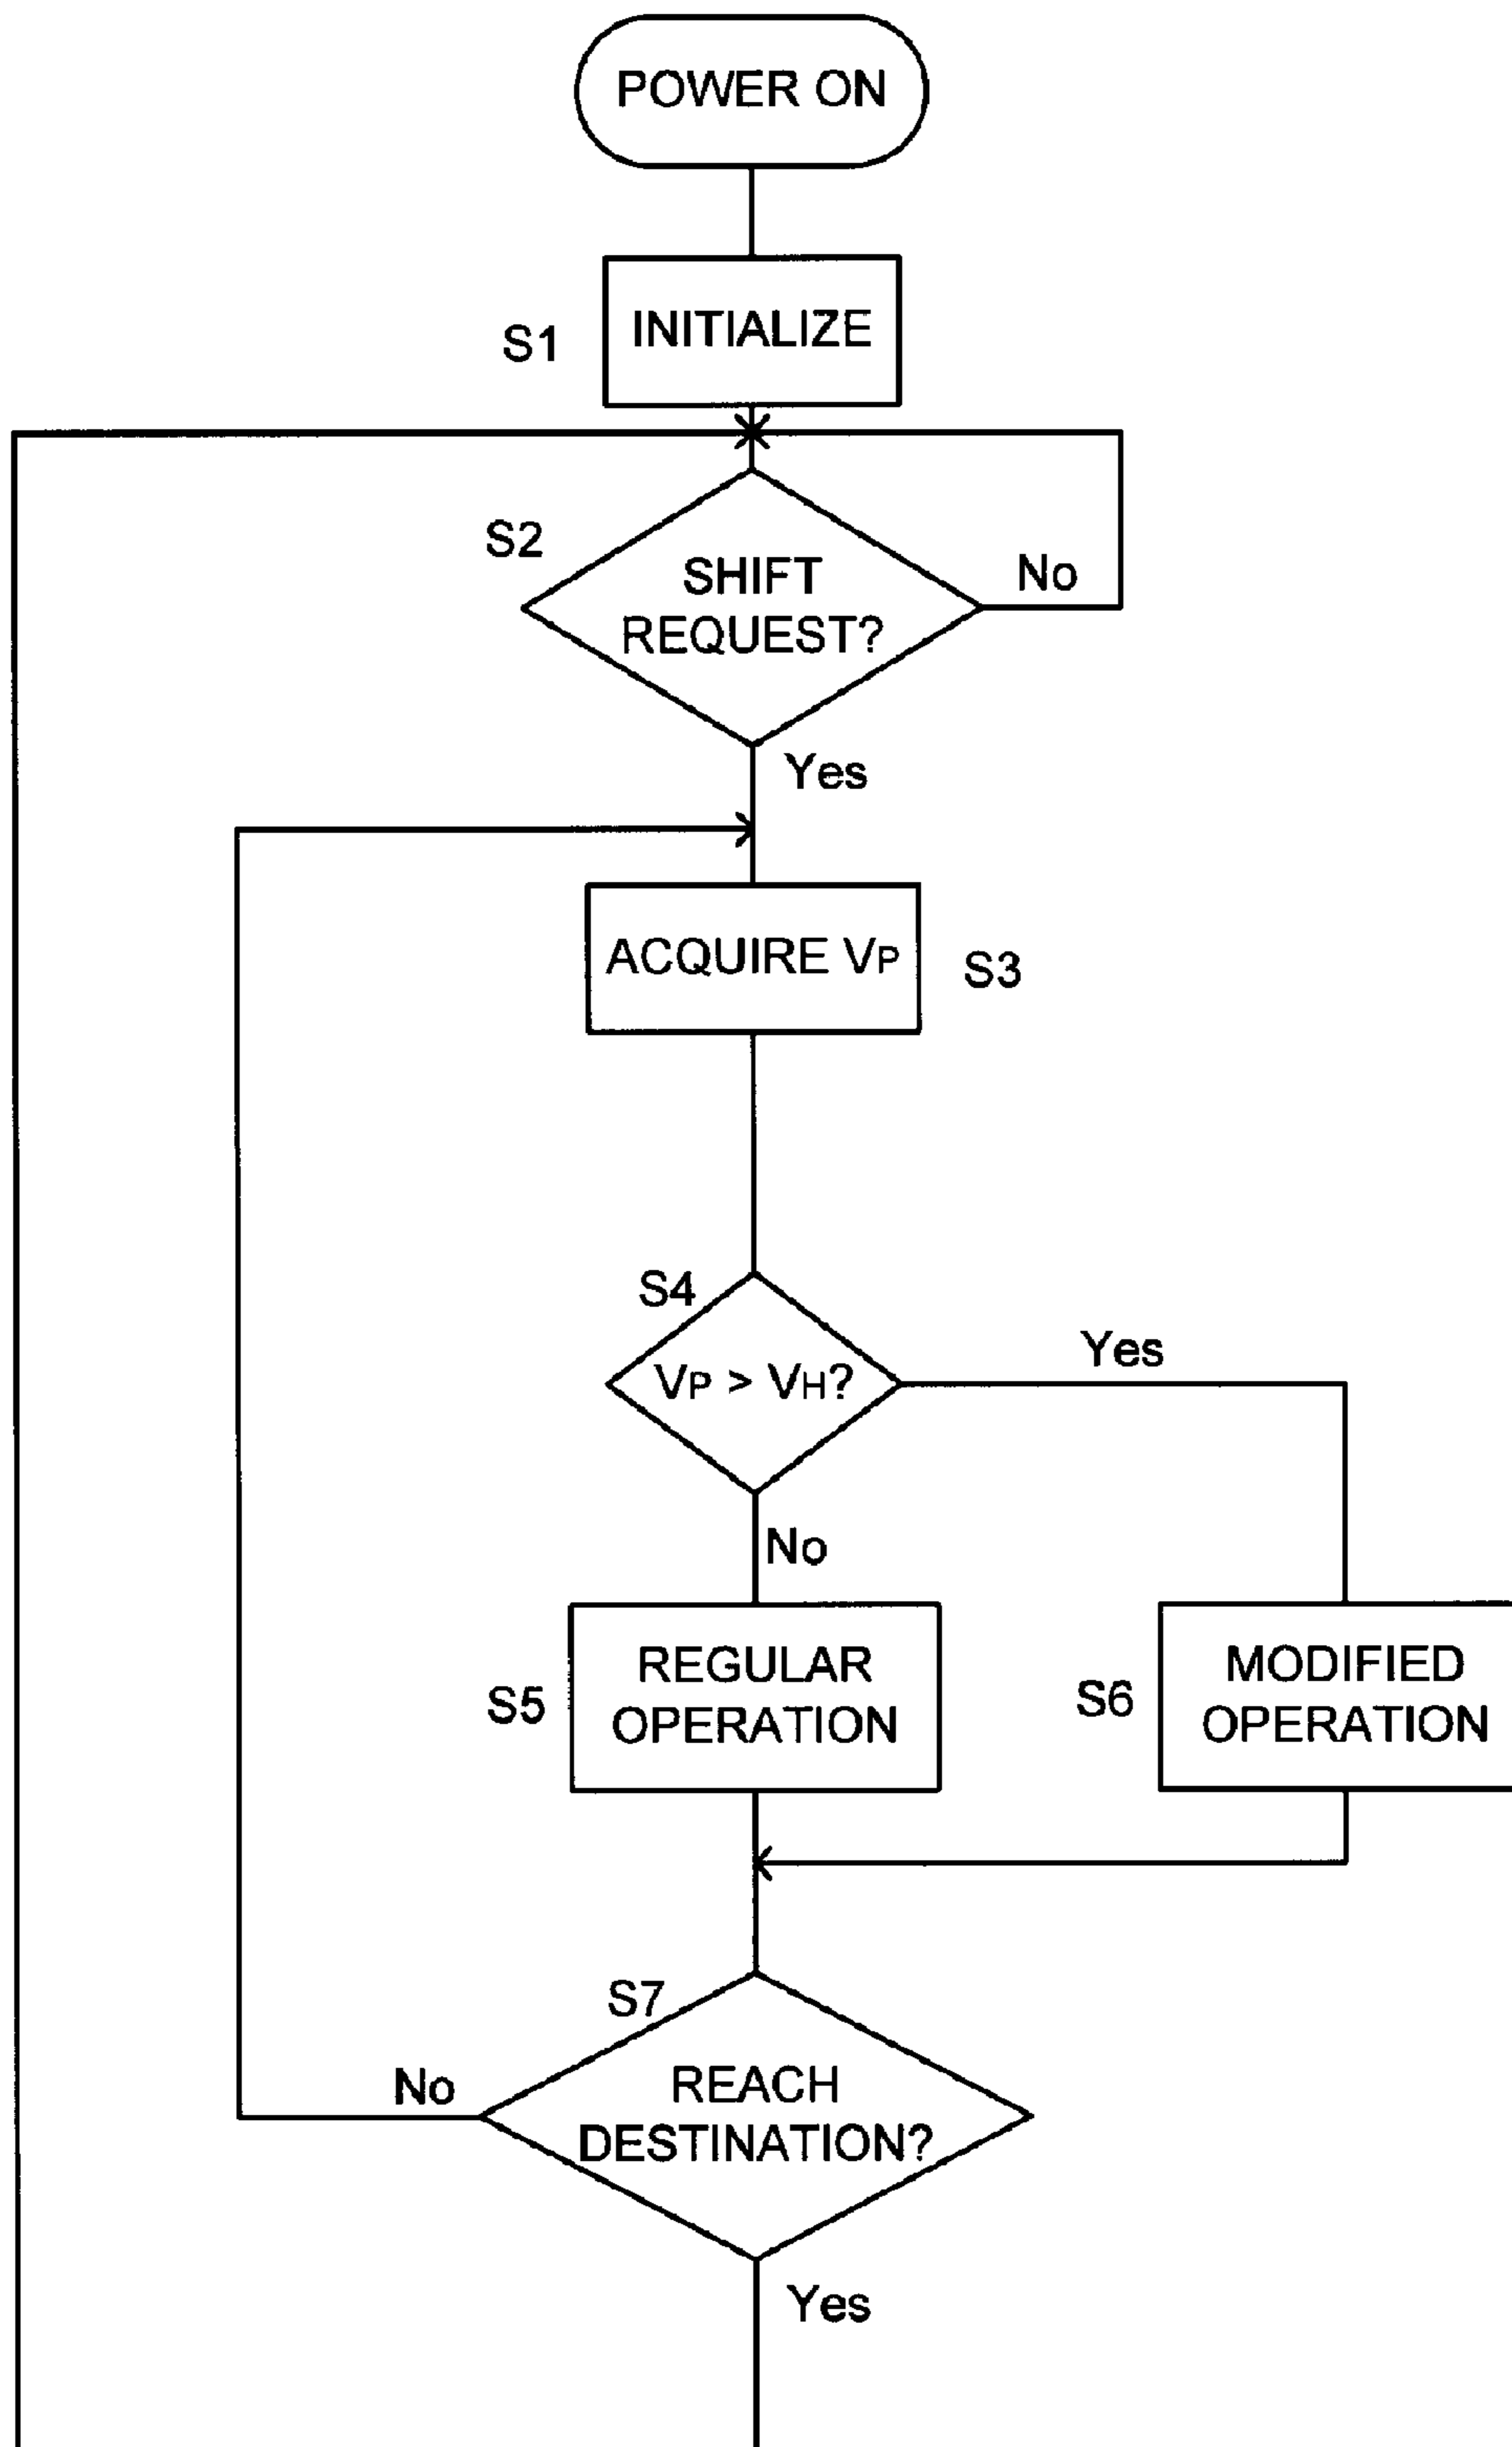 POWER ON
S1
INITIALIZE
S2
SHIFT
REQUEST?
No
Yes
ACQUIRE VP
S3
S4
VP > VH?
Yes
No
S5
REGULAR
OPERATION
S6
MODIFIED
OPERATION
S7
No
REACH
DESTINATION?
Yes